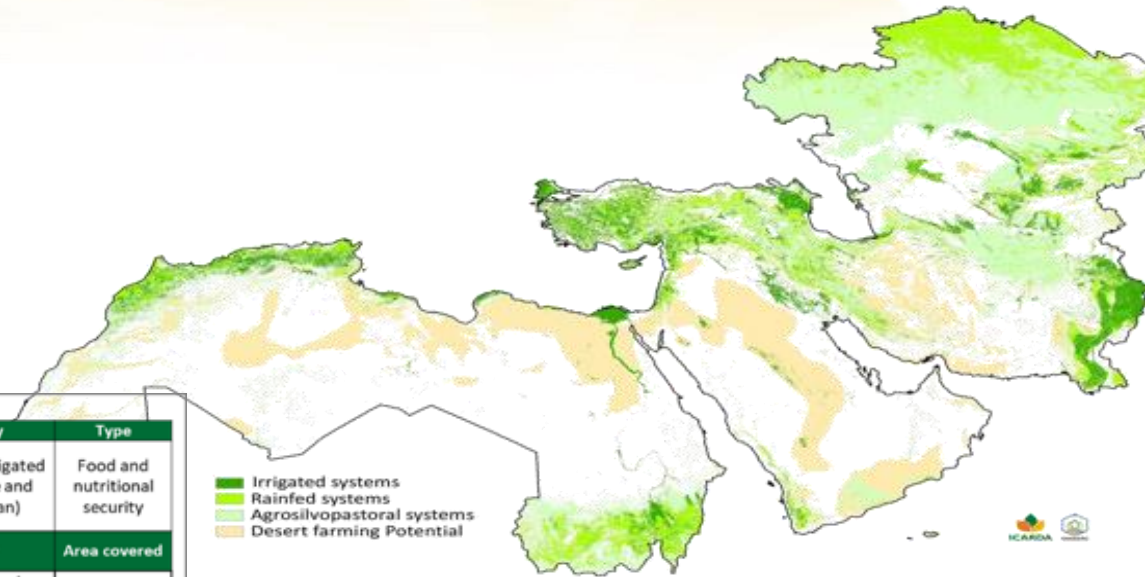 Type
Food and
nutritional
security
Area covered
Irrigated systems
Rainfed systems
Agrosilvopastoral systems
Desert farming Potential
ICARDA